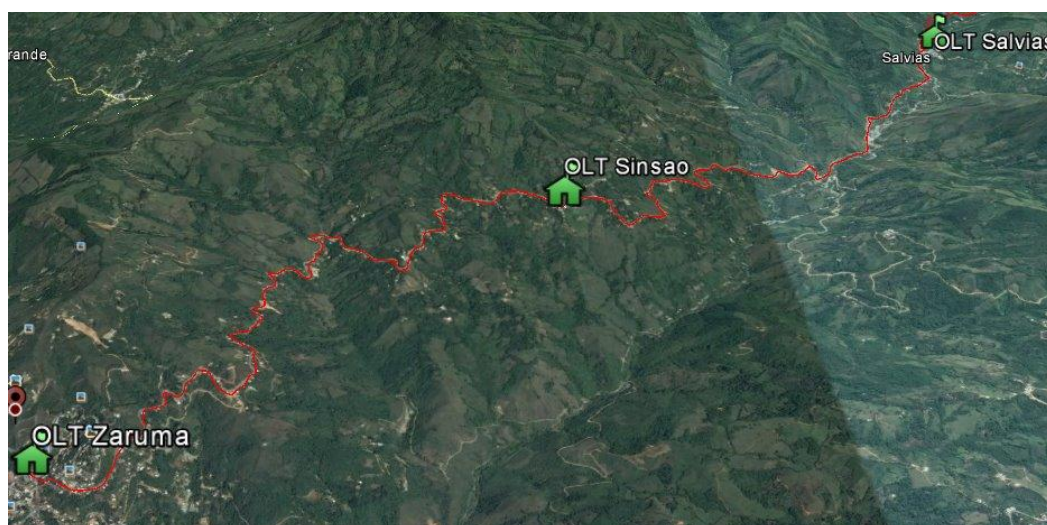 rande
OLT Salvias
Salvias
OLT Sinsao
OLT Zaruma